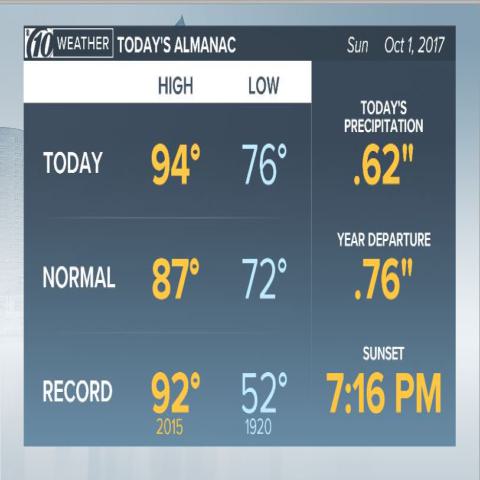 10 WEATHER TODAY'S ALMANAC Sun Oct 1, 2017
HIGH LOW
TODAY 94° 76°
NORMAL 87° 72°
RECORD 92° 52°
2015 1920
TODAY'S
PRECIPITATION
.62"
YEAR DEPARTURE
.76"
SUNSET
7:16 PM